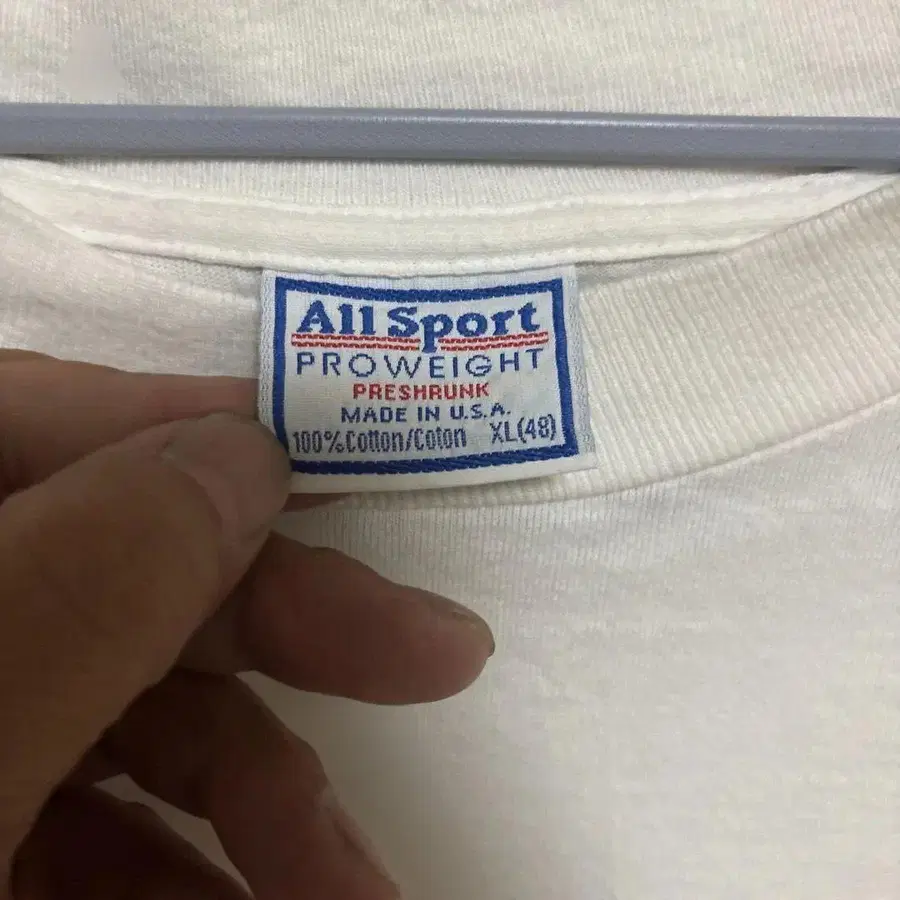 All Sport
PROWEIGHT
PRESHRUNK
MADE IN U.S.A.
100% Cotton/Coton XL(48)